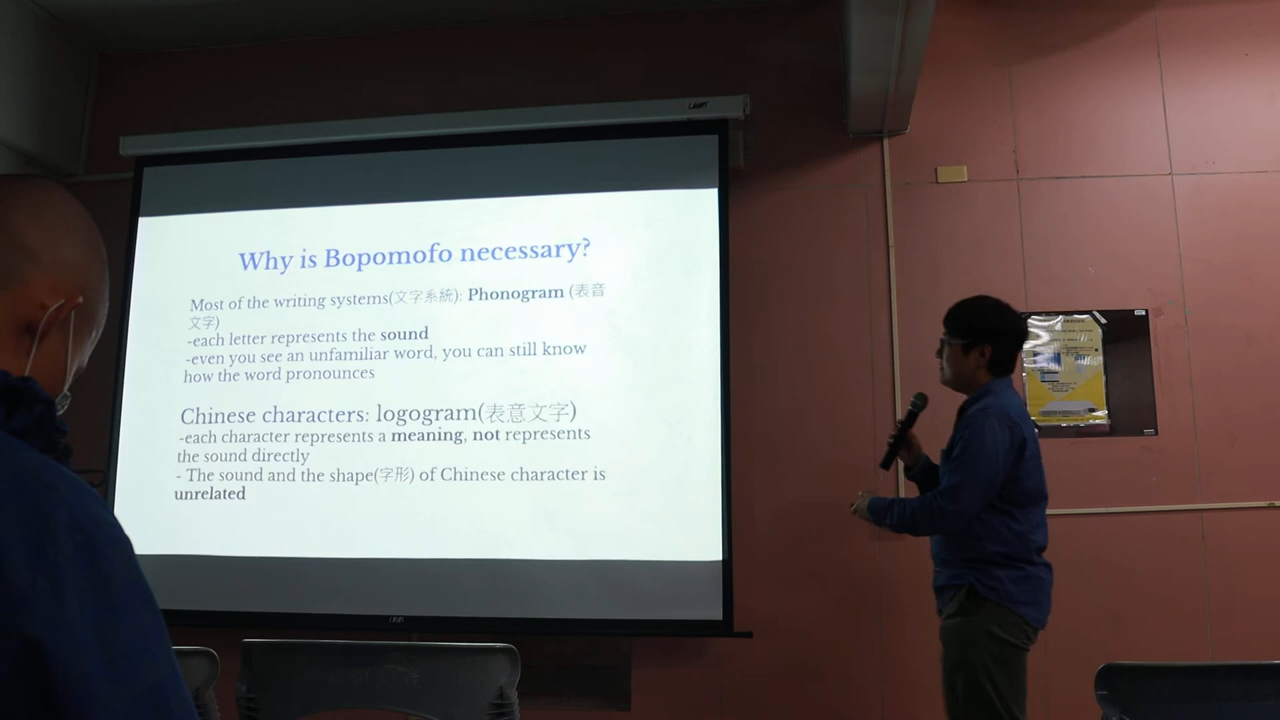 Why is Bopomofo necessary?
Most of the writing systems(文字系統): Phonogram (表音
文字)
-each letter represents the sound
-even you see an unfamiliar word, you can still know
how the word pronounces
Chinese characters: logogram(表意文字)
-each character represents a meaning, not represents
the sound directly
- The sound and the shape(字形) of Chinese character is
unrelated